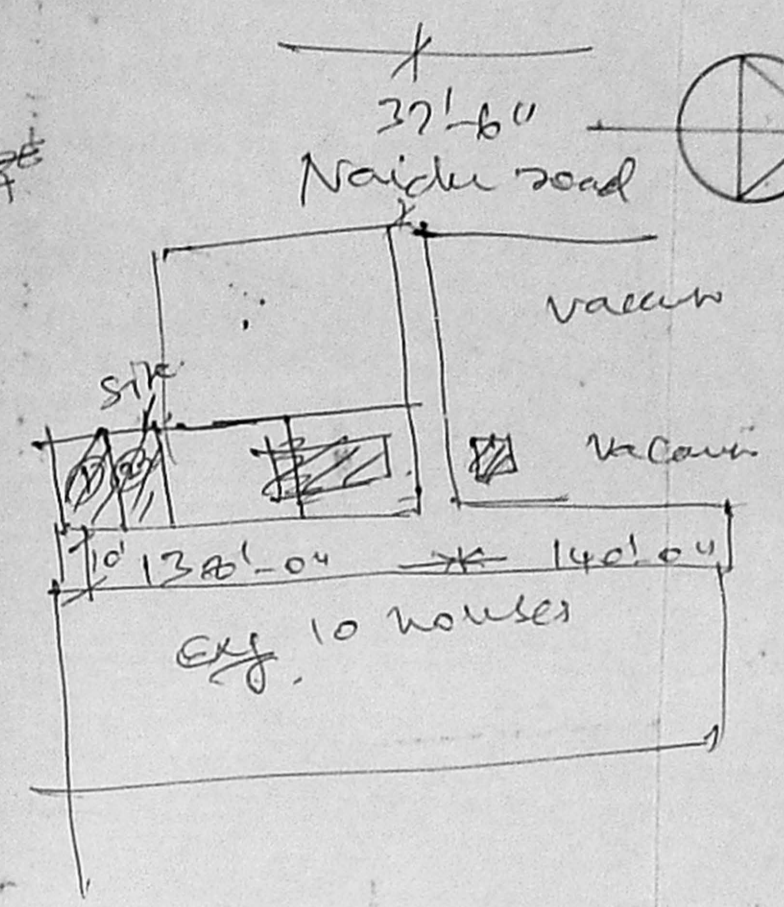 37'-6"
Naidu road
site
vacant
vacant
10'
138'-0"
140'-0"
Exg. 10 houses